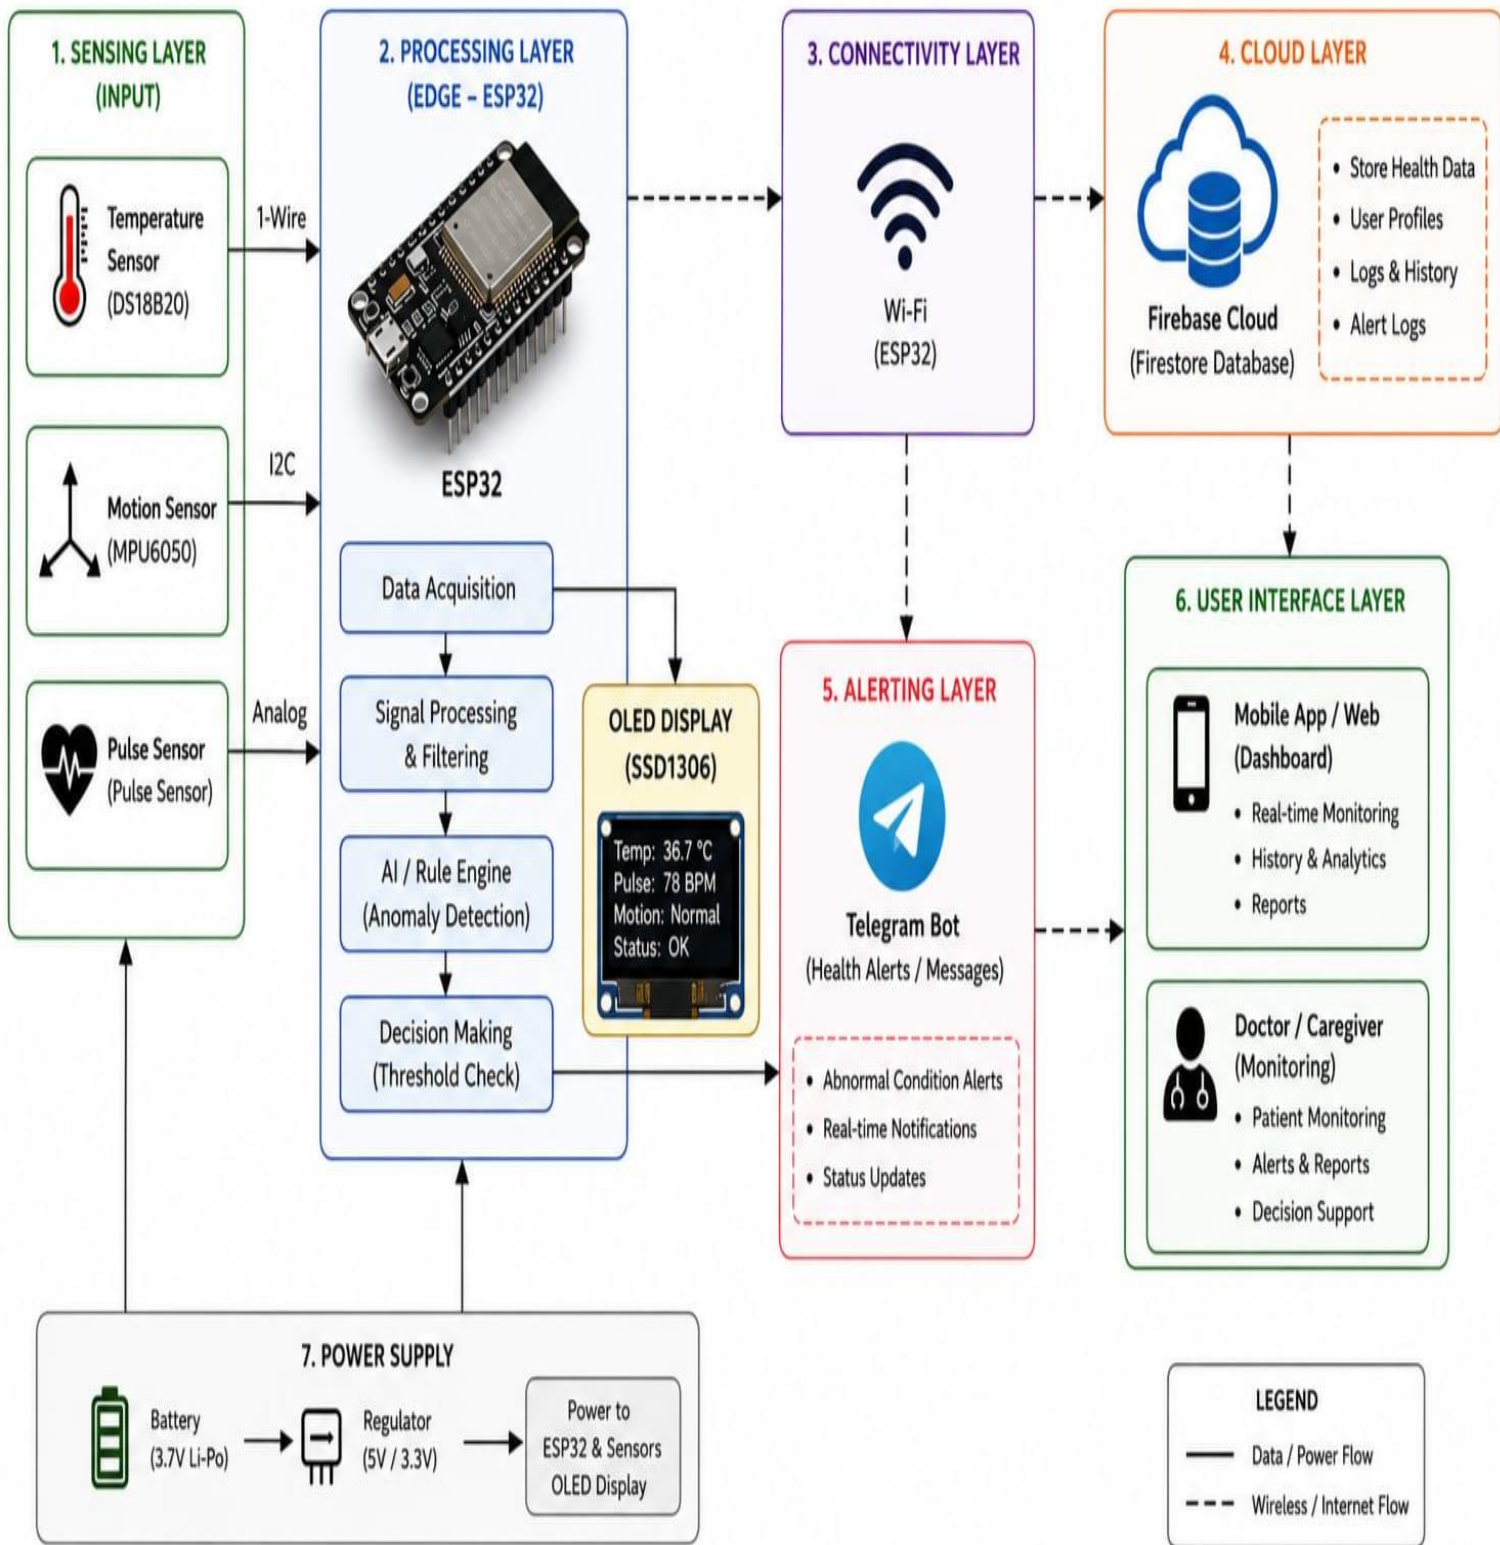 1. SENSING LAYER
(INPUT)
Temperature
Sensor
(DS18B20)
Motion Sensor
(MPU6050)
Pulse Sensor
(Pulse Sensor)
1-Wire
I2C
Analog
2. PROCESSING LAYER
(EDGE – ESP32)
ESP32
Data Acquisition
Signal Processing
& Filtering
AI / Rule Engine
(Anomaly Detection)
Decision Making
(Threshold Check)
OLED DISPLAY
(SSD1306)
Temp: 36.7 °C
Pulse: 78 BPM
Motion: Normal
Status: OK
3. CONNECTIVITY LAYER
Wi-Fi
(ESP32)
4. CLOUD LAYER
Firebase Cloud
(Firestore Database)
• Store Health Data
• User Profiles
• Logs & History
• Alert Logs
5. ALERTING LAYER
Telegram Bot
(Health Alerts / Messages)
• Abnormal Condition Alerts
• Real-time Notifications
• Status Updates
6. USER INTERFACE LAYER
Mobile App / Web
(Dashboard)
• Real-time Monitoring
• History & Analytics
• Reports
Doctor / Caregiver
(Monitoring)
• Patient Monitoring
• Alerts & Reports
• Decision Support
7. POWER SUPPLY
Battery
(3.7V Li-Po)
Regulator
(5V / 3.3V)
Power to
ESP32 & Sensors
OLED Display
LEGEND
Data / Power Flow
Wireless / Internet Flow